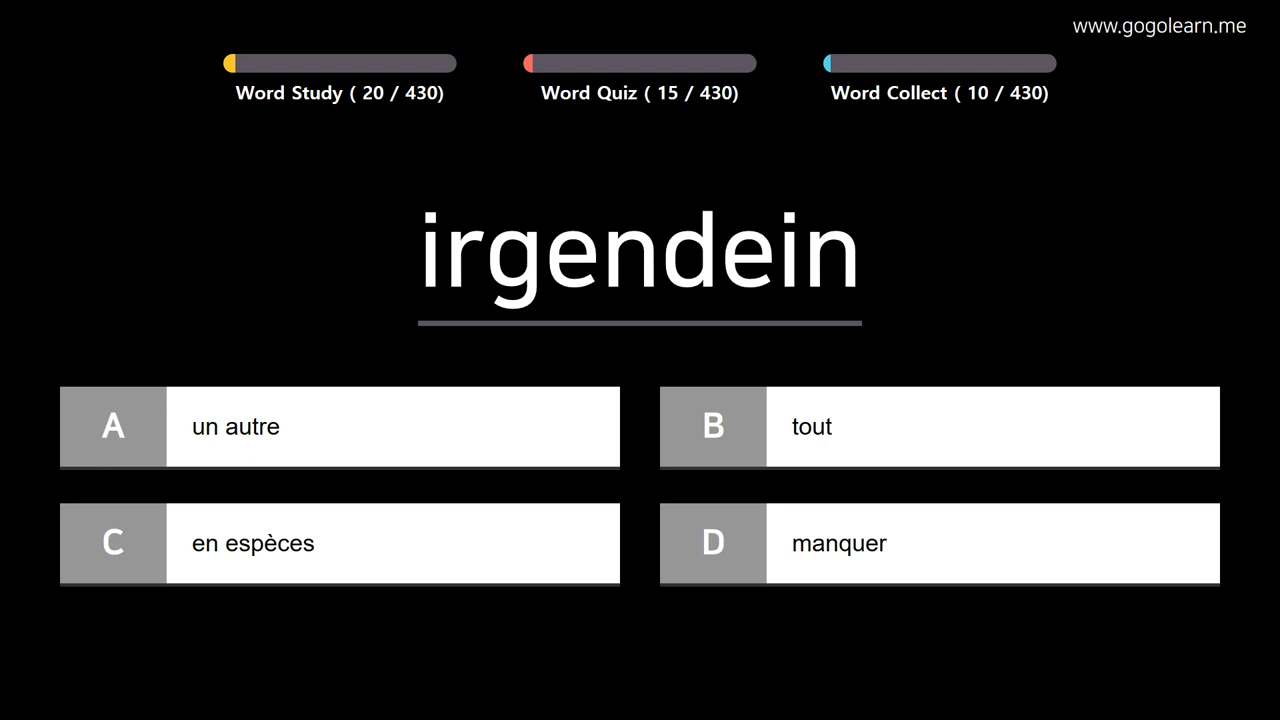 www.gogolearn.me
Word Study ( 20 / 430)
Word Quiz ( 15 / 430)
Word Collect ( 10 / 430)
irgendein
A
un autre
B
tout
C
en espèces
D
manquer